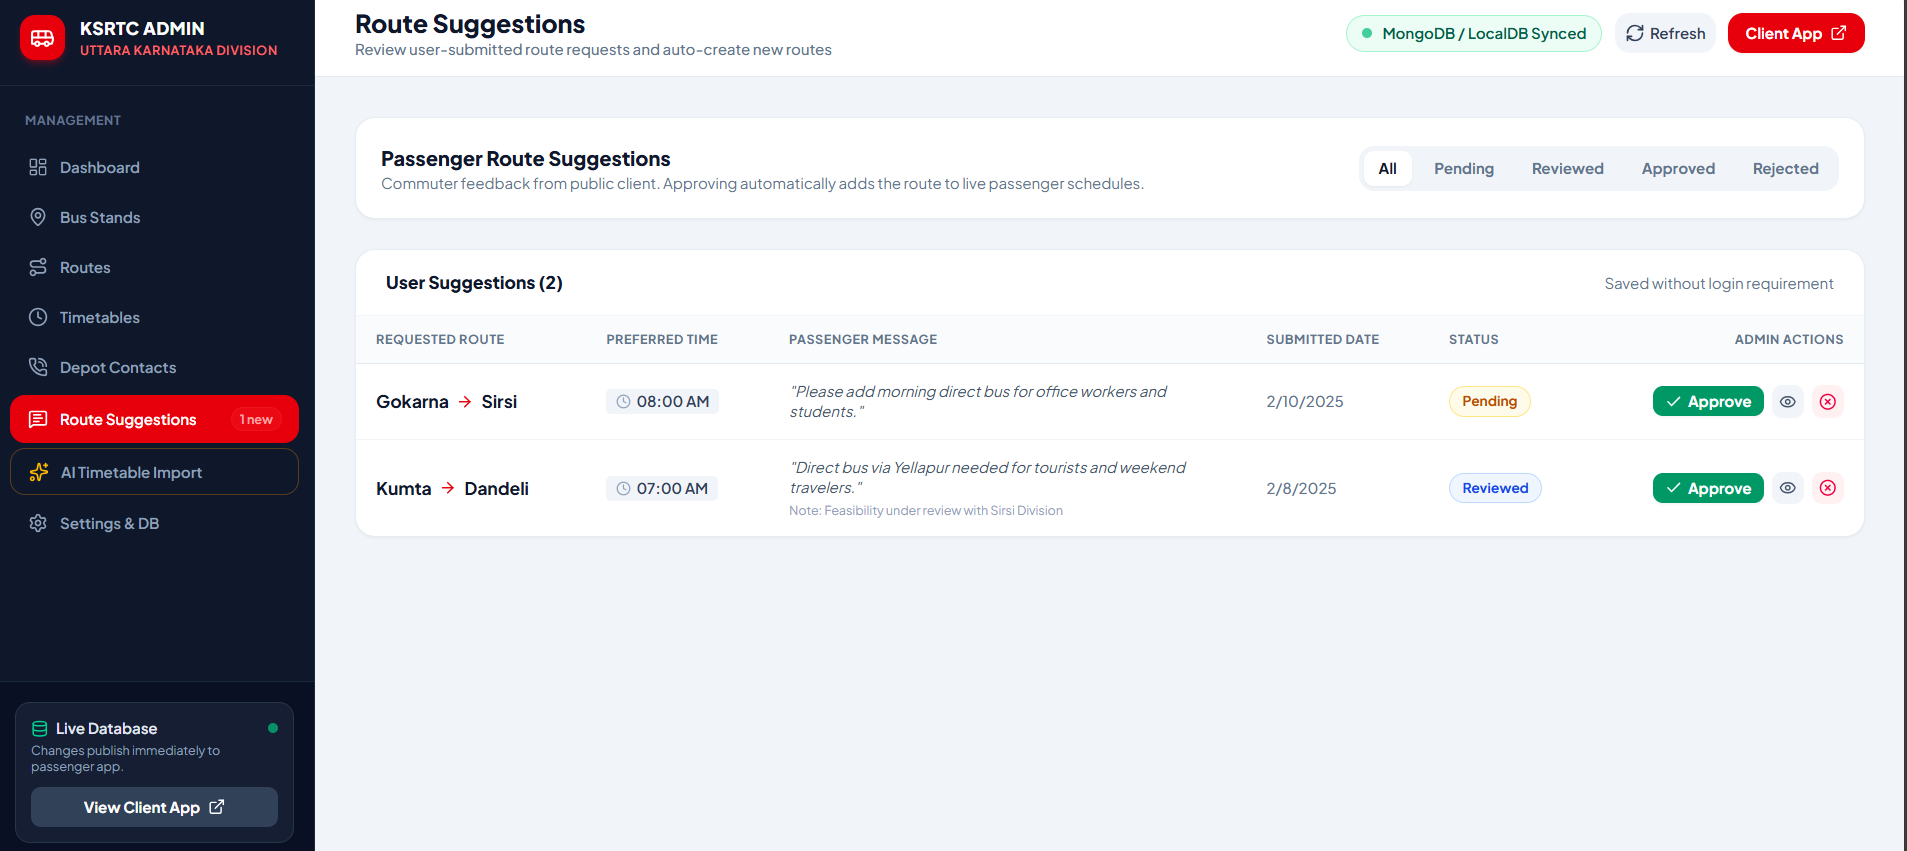 KSRTC ADMIN
UTTARA KARNATAKA DIVISION
MANAGEMENT
Dashboard
Bus Stands
Routes
Timetables
Depot Contacts
Route Suggestions 1 new
AI Timetable Import
Settings & DB
Live Database
Changes publish immediately to
passenger app.
View Client App
Route Suggestions
Review user-submitted route requests and auto-create new routes
MongoDB / LocalDB Synced
Refresh
Client App
Passenger Route Suggestions
Commuter feedback from public client. Approving automatically adds the route to live passenger schedules.
All Pending Reviewed Approved Rejected
User Suggestions (2)
Saved without login requirement
REQUESTED ROUTE PREFERRED TIME PASSENGER MESSAGE SUBMITTED DATE STATUS ADMIN ACTIONS
Gokarna → Sirsi 08:00 AM "Please add morning direct bus for office workers and
students." 2/10/2025 Pending Approve
Kumta → Dandeli 07:00 AM "Direct bus via Yellapur needed for tourists and weekend
travelers." 2/8/2025 Reviewed Approve
Note: Feasibility under review with Sirsi Division